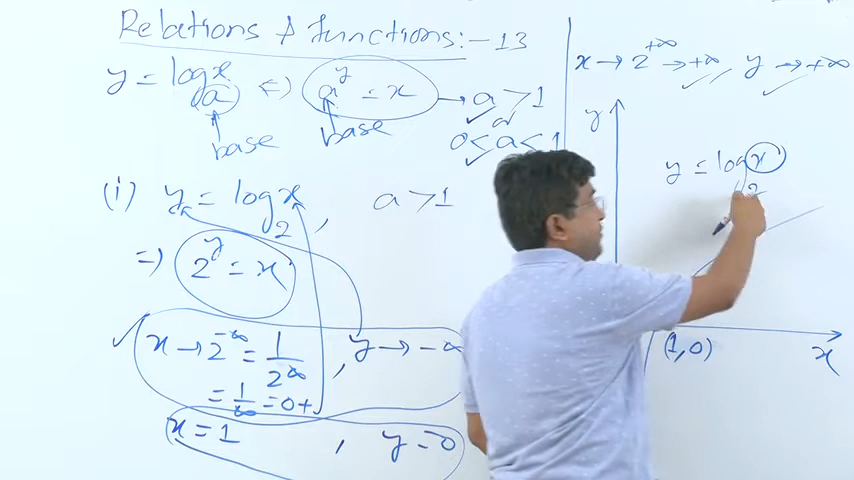 Relations & functions:-13
y = logₐx ⇔ aʸ = x → a > 1
or
0 < a < 1
base base
(i) y = log₂x , a > 1
=) 2ʸ = x
✓ x → 2^-∞ = 1/2^∞ , y → -∞
= 1/∞ = 0+
x = 1 , y = 0
x → 2^+∞ → +∞ ✓ y → +∞
y
y = log₂x
(1,0)
x